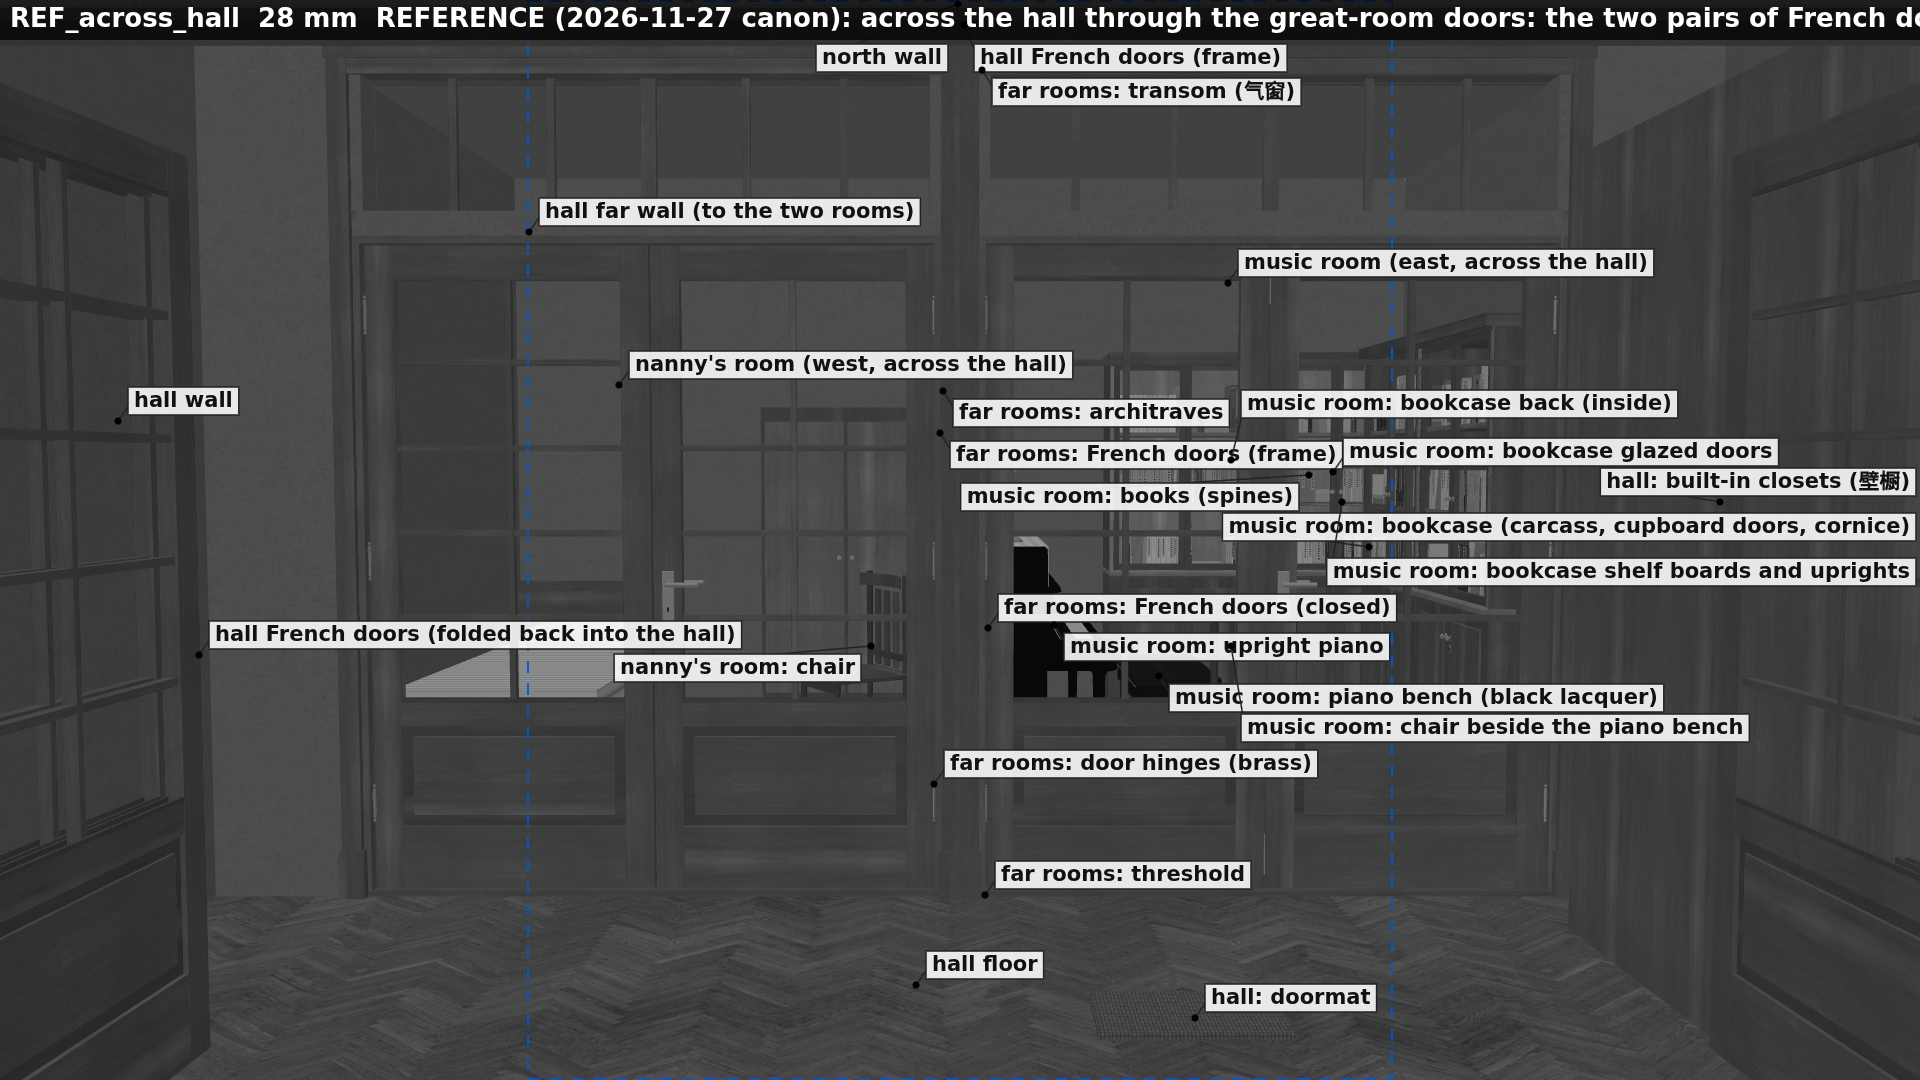 REF_across_hall 28 mm REFERENCE (2026-11-27 canon): across the hall through the great-room doors: the two pairs of French do
north wall
hall French doors (frame)
far rooms: transom (气窗)
hall far wall (to the two rooms)
music room (east, across the hall)
nanny's room (west, across the hall)
hall wall
far rooms: architraves
music room: bookcase back (inside)
far rooms: French doors (frame)
music room: bookcase glazed doors
hall: built-in closets (壁橱)
music room: books (spines)
music room: bookcase (carcass, cupboard doors, cornice)
music room: bookcase shelf boards and uprights
far rooms: French doors (closed)
hall French doors (folded back into the hall)
music room: upright piano
nanny's room: chair
music room: piano bench (black lacquer)
music room: chair beside the piano bench
far rooms: door hinges (brass)
far rooms: threshold
hall floor
hall: doormat